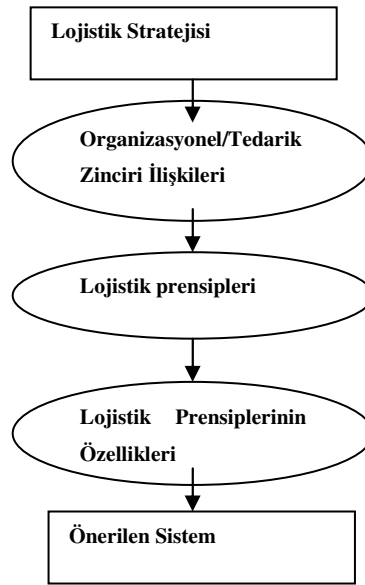 Lojistik Stratejisi
Organizasyonel/Tedarik
Zinciri İlişkileri
Lojistik prensipleri
Lojistik Prensiplerinin
Özellikleri
Önerilen Sistem